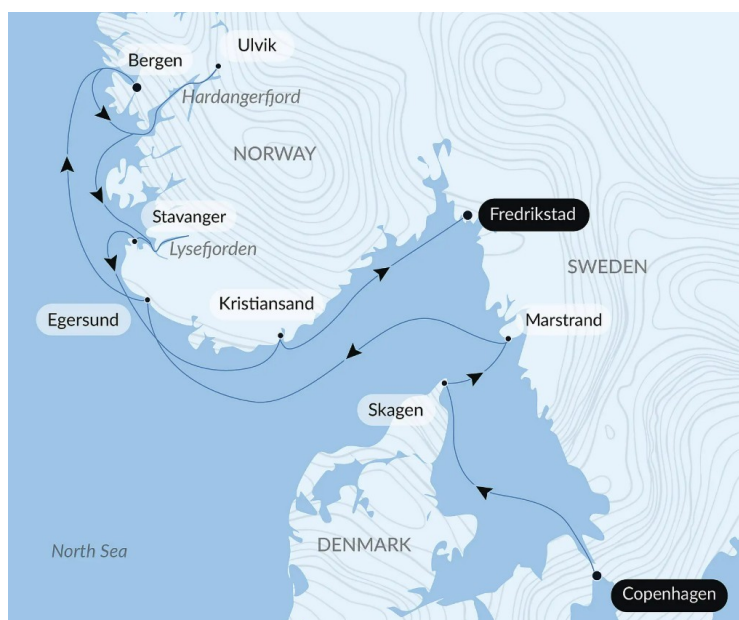 Ulvik
Bergen
Hardangerfjord
NORWAY
Stavanger
Fredrikstad
Lysefjorden
SWEDEN
Kristiansand
Egersund
Marstrand
Skagen
DENMARK
North Sea
Copenhagen